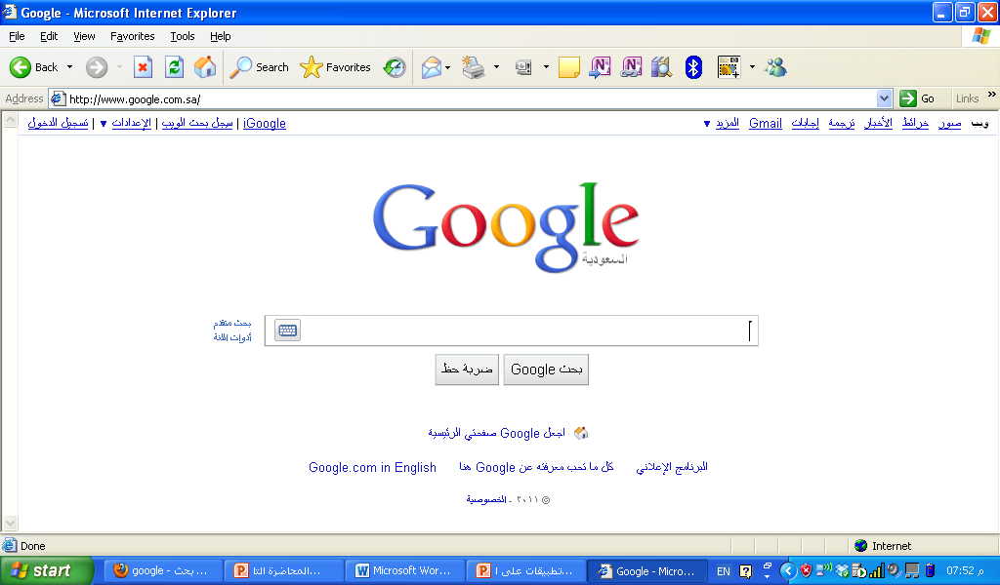 Google - Microsoft Internet Explorer
File Edit View Favorites Tools Help
Back Search Favorites
Address http://www.google.com.sa/ Go Links »
ويب صور خرائط الأخبار ترجمة إجابات Gmail المزيد ▼
iGoogle | سجل بحث الويب | الإعدادات ▼ | تسجيل الدخول
Google
السعودية
بحث متقدم
أدوات اللغة
بحث Google ضربة حظ
اجعل Google صفحتي الرئيسية
البرنامج الإعلاني كل ما تحب معرفته عن Google هنا Google.com in English
© ٢٠١١ - الخصوصية
Done Internet
start google - بحث ... المحاضرة التا... Microsoft Wor... تطبيقات على ا... Google - Micro... EN 07:52 م